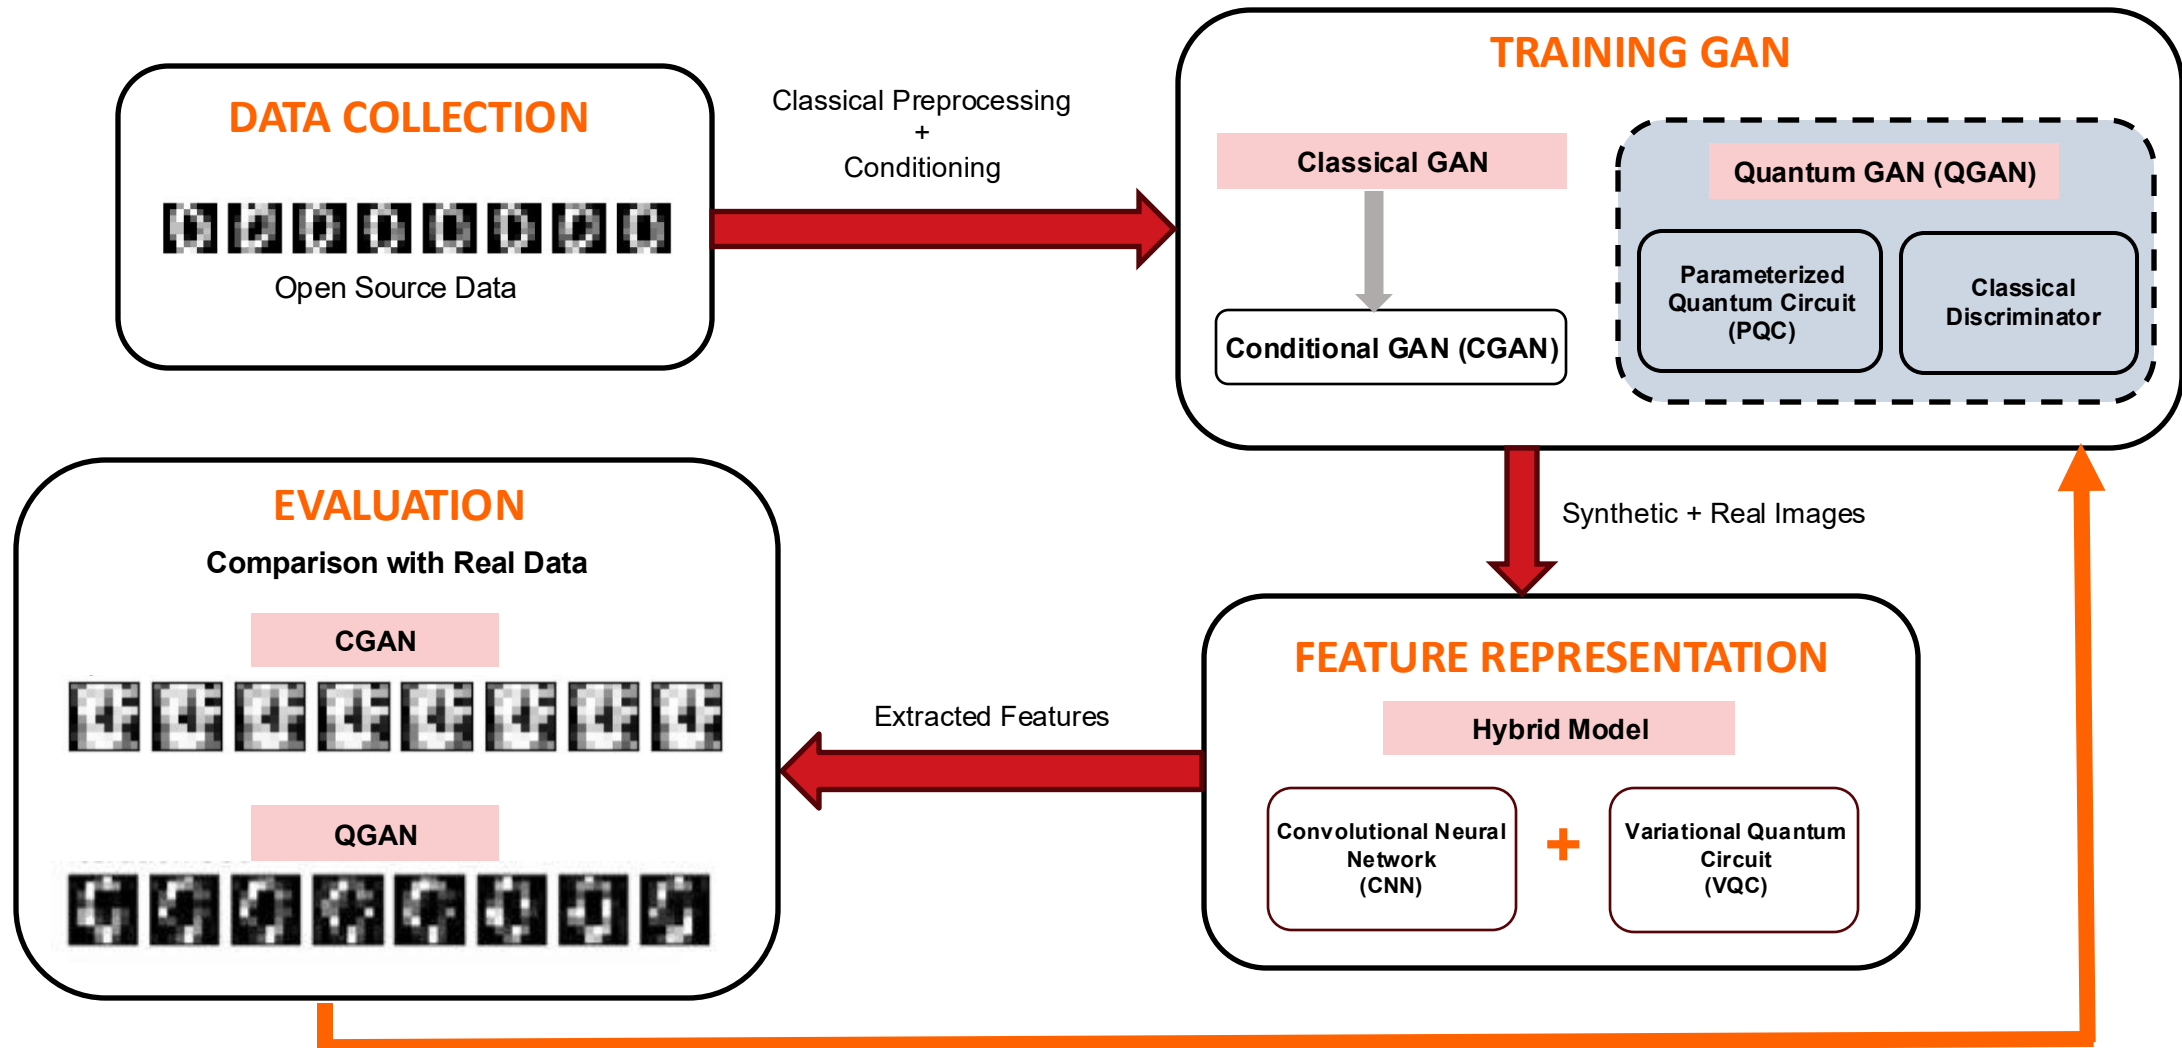 DATA COLLECTION
Open Source Data
Classical Preprocessing
+
Conditioning
TRAINING GAN
Classical GAN
Conditional GAN (CGAN)
Quantum GAN (QGAN)
Parameterized
Quantum Circuit
(PQC)
Classical
Discriminator
Synthetic + Real Images
FEATURE REPRESENTATION
Hybrid Model
Convolutional Neural
Network
(CNN)
+
Variational Quantum
Circuit
(VQC)
Extracted Features
EVALUATION
Comparison with Real Data
CGAN
QGAN